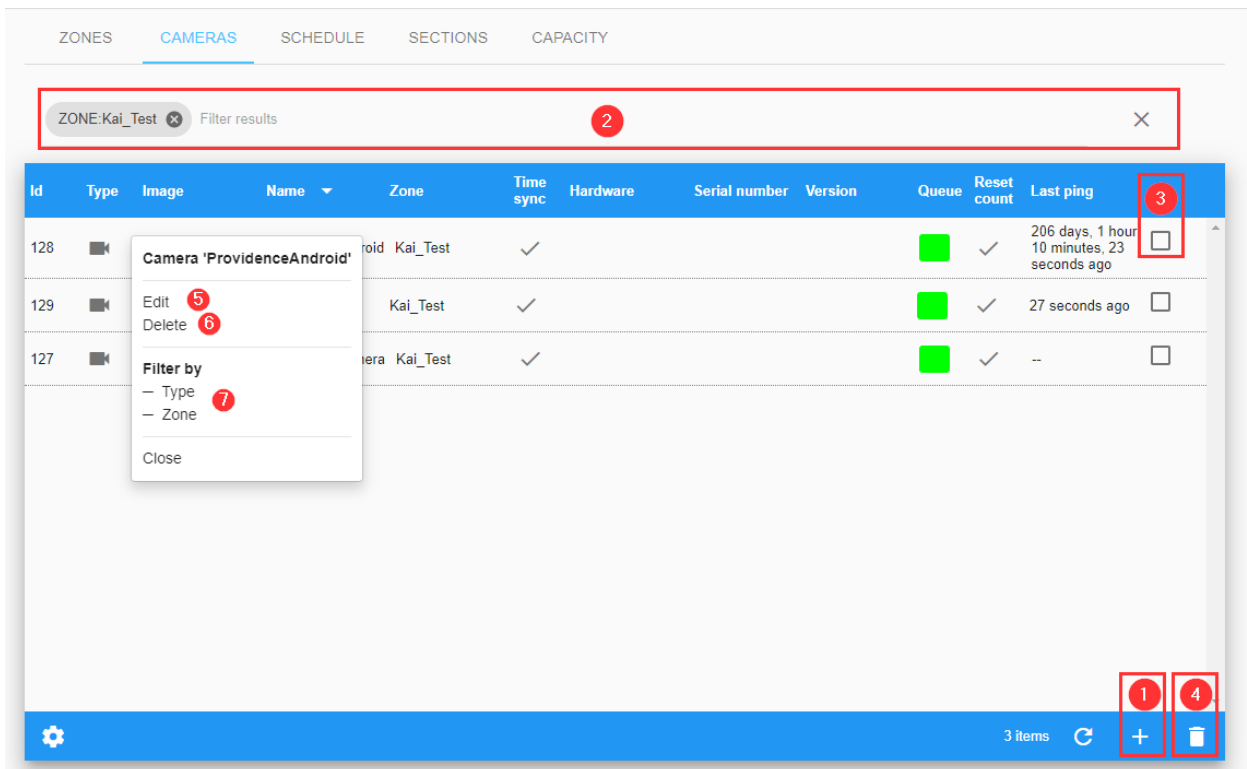 ZONES CAMERAS SCHEDULE SECTIONS CAPACITY
ZONE:Kai_Test Filter results 2
Id Type Image Name Zone Time sync Hardware Serial number Version Queue Reset count Last ping 3
128 roid Kai_Test 206 days, 1 hour
10 minutes, 23
seconds ago
Camera 'ProvidenceAndroid'
129 Kai_Test 27 seconds ago
Edit 5
Delete 6
127 era Kai_Test --
Filter by
– Type
7
– Zone
Close
1 4
3 items